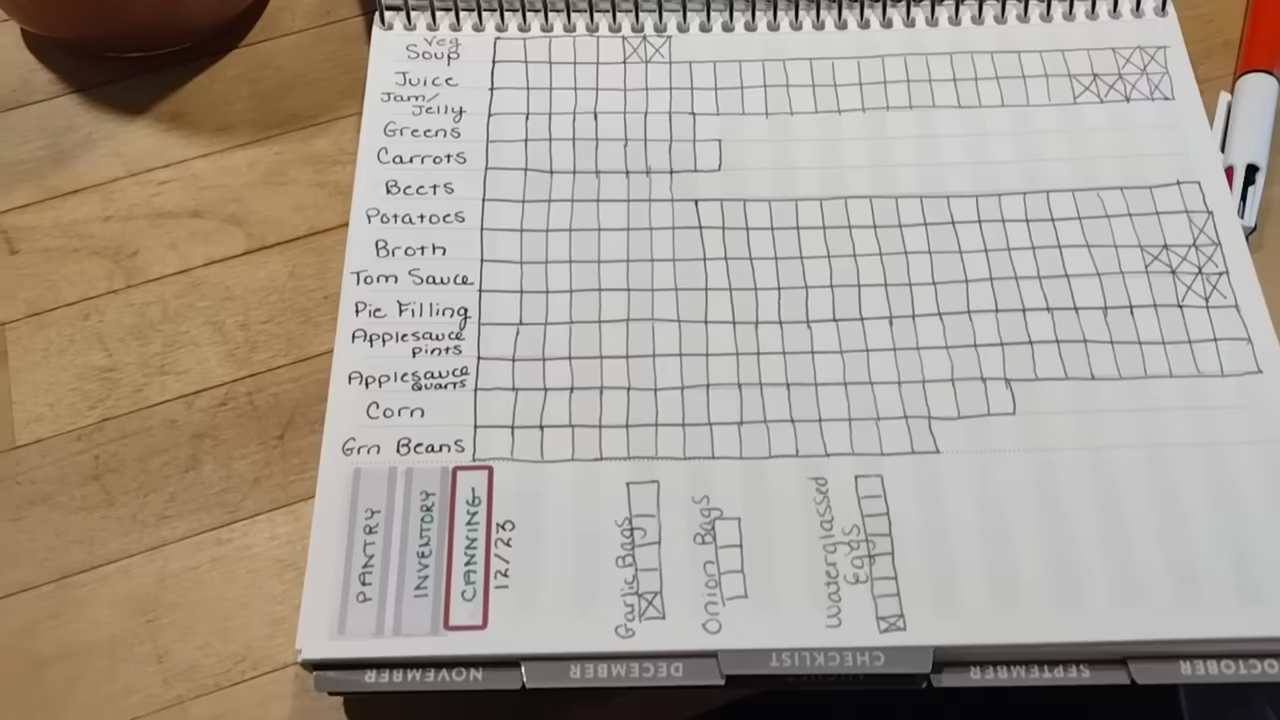 Veg
Soup
Juice
Jam/
Jelly
Greens
Carrots
Beets
Potatoes
Broth
Tom Sauce
Pie Filling
Applesauce
pints
Applesauce
Quarts
Corn
Grn Beans
PANTRY
INVENTORY
CANNING
12/23
Garlic Bags
Onion Bags
Waterglassed
Eggs
NOVEMBER
DECEMBER
CHECKLIST
SEPTEMBER
OCTOBER